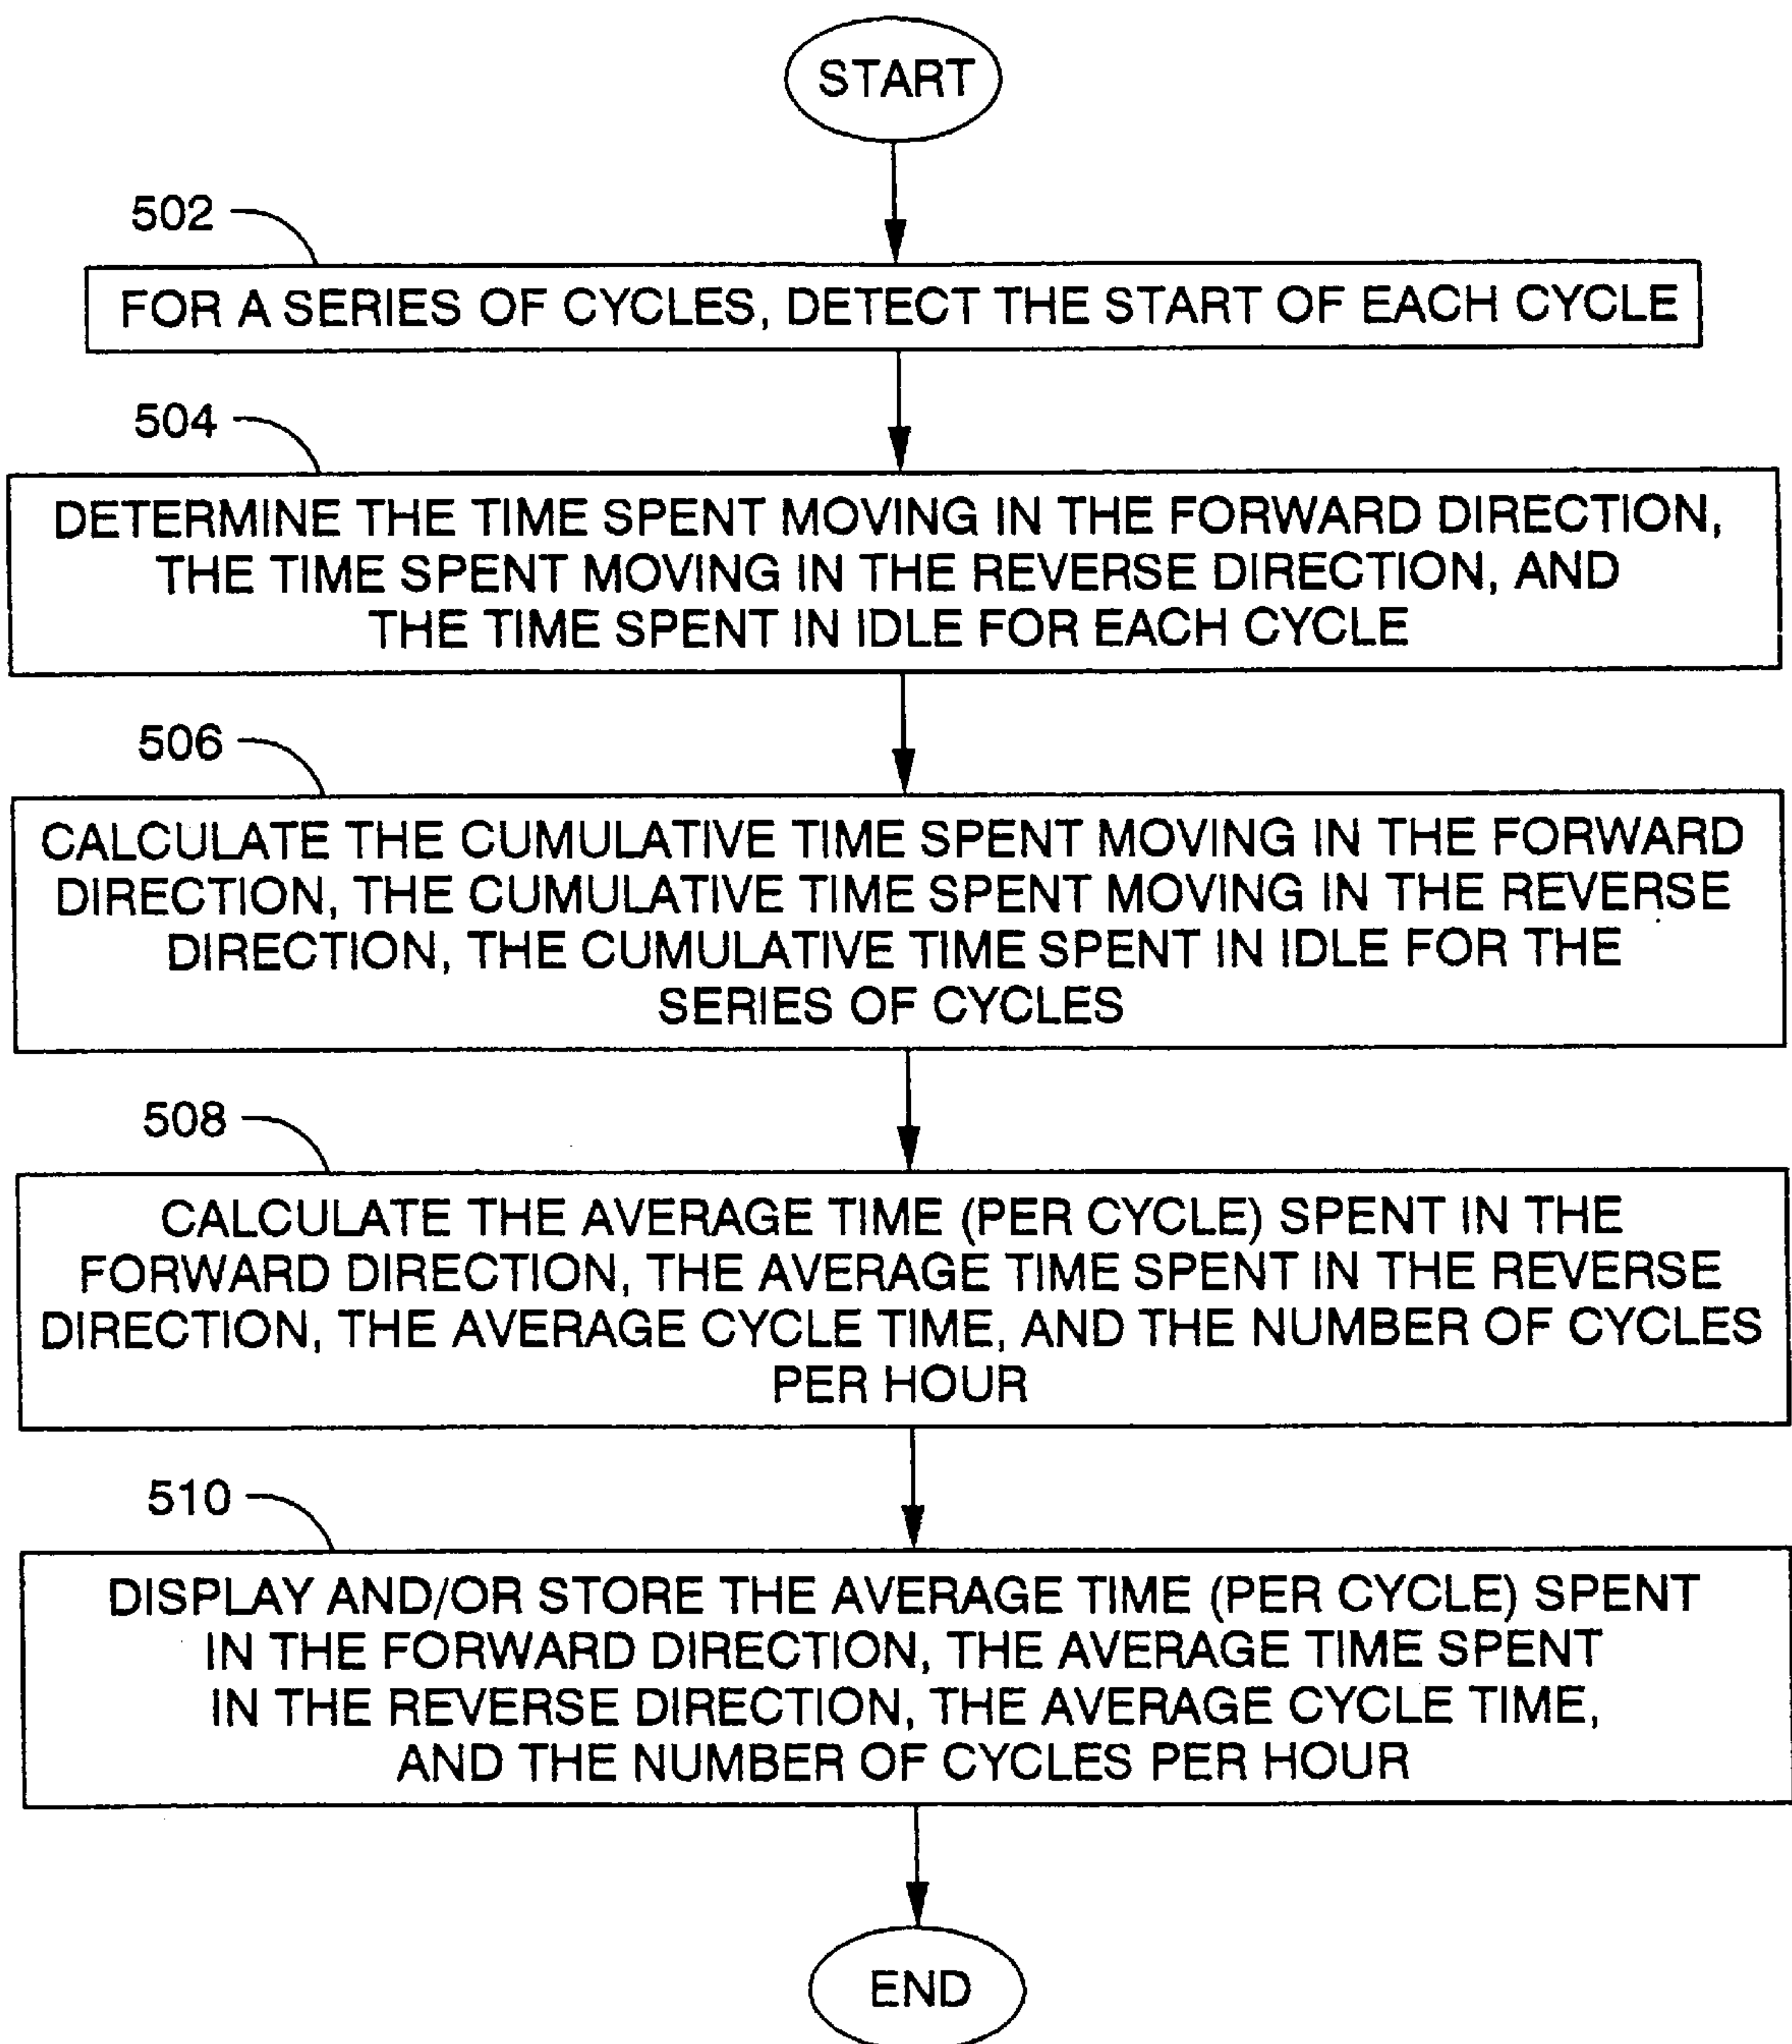 START
502
FOR A SERIES OF CYCLES, DETECT THE START OF EACH CYCLE
504
DETERMINE THE TIME SPENT MOVING IN THE FORWARD DIRECTION,
THE TIME SPENT MOVING IN THE REVERSE DIRECTION, AND
THE TIME SPENT IN IDLE FOR EACH CYCLE
506
CALCULATE THE CUMULATIVE TIME SPENT MOVING IN THE FORWARD
DIRECTION, THE CUMULATIVE TIME SPENT MOVING IN THE REVERSE
DIRECTION, THE CUMULATIVE TIME SPENT IN IDLE FOR THE
SERIES OF CYCLES
508
CALCULATE THE AVERAGE TIME (PER CYCLE) SPENT IN THE
FORWARD DIRECTION, THE AVERAGE TIME SPENT IN THE REVERSE
DIRECTION, THE AVERAGE CYCLE TIME, AND THE NUMBER OF CYCLES
PER HOUR
510
DISPLAY AND/OR STORE THE AVERAGE TIME (PER CYCLE) SPENT
IN THE FORWARD DIRECTION, THE AVERAGE TIME SPENT
IN THE REVERSE DIRECTION, THE AVERAGE CYCLE TIME,
AND THE NUMBER OF CYCLES PER HOUR
END